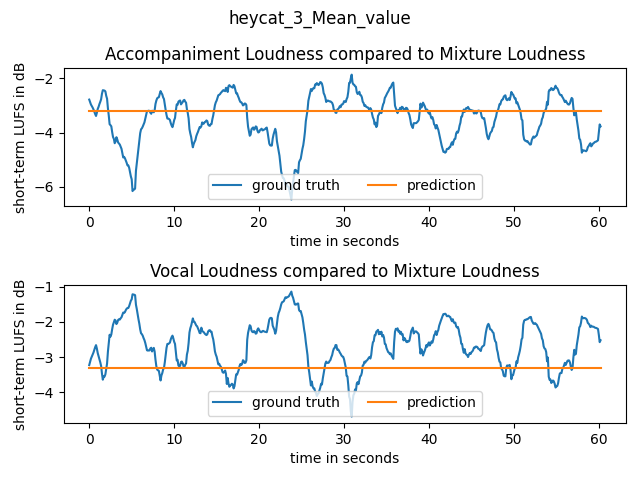 heycat_3_Mean_value
Accompaniment Loudness compared to Mixture Loudness
short-term LUFS in dB
−2
−4
−6
ground truth
prediction
0
10
20
30
40
50
60
time in seconds
Vocal Loudness compared to Mixture Loudness
short-term LUFS in dB
−1
−2
−3
−4
ground truth
prediction
0
10
20
30
40
50
60
time in seconds